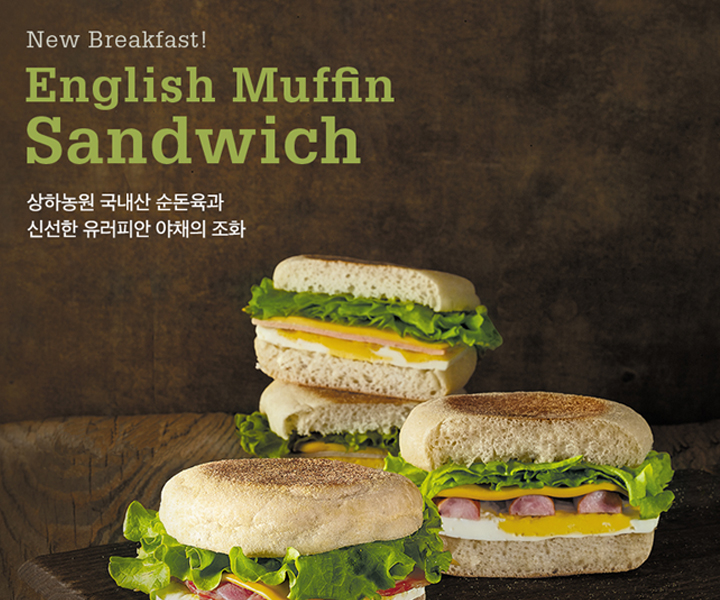 New Breakfast!
English Muffin
Sandwich
상하농원 국내산 순돈육과
신선한 유러피안 야채의 조화